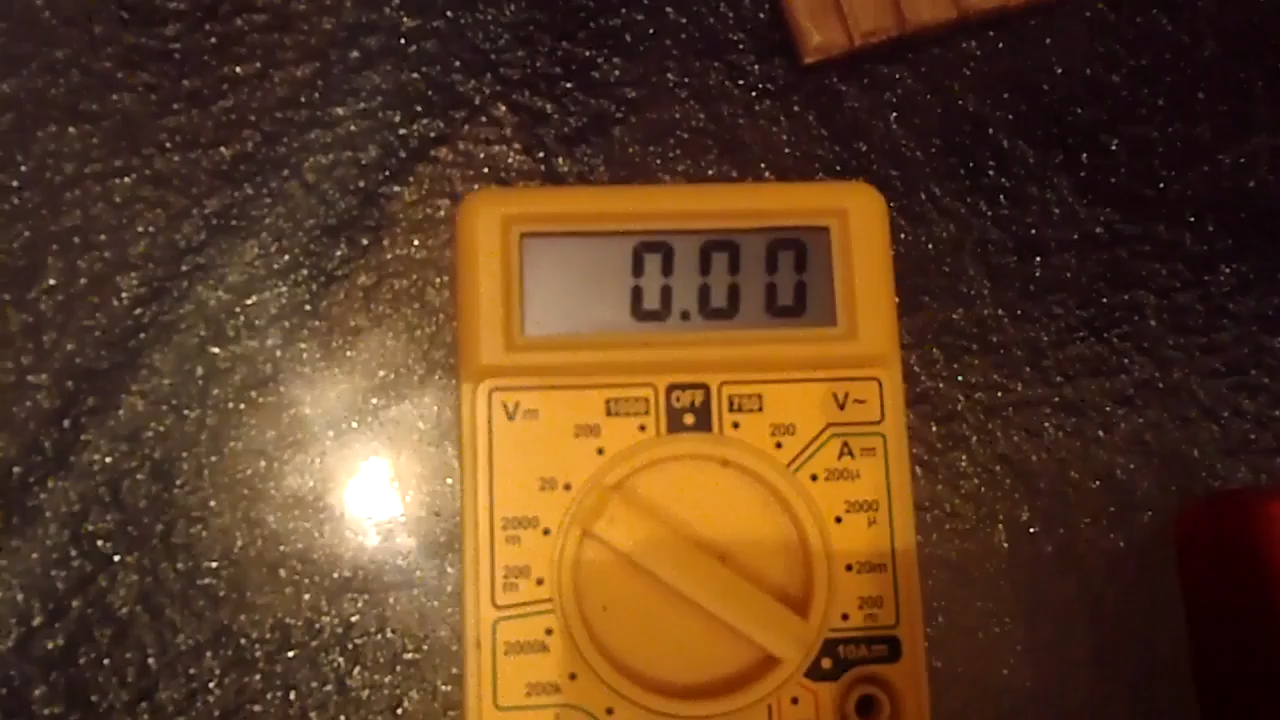 0.00
V⎓ 1000 OFF 750 V~
200 200
A⎓
20 200µ
2000 2000
m µ
200 20m
m 200
m
2000k 10A⎓
200k